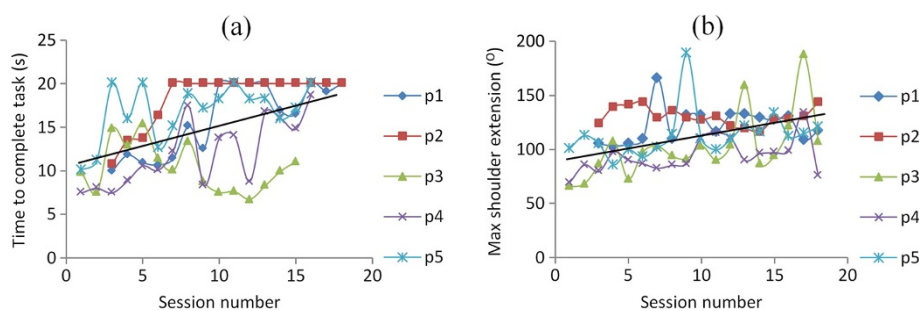 (a)
Time to complete task (s)
25
20
15
10
5
0
0 5 10 15 20
Session number
p1
p2
p3
p4
p5
(b)
Max shoulder extension (º)
200
150
100
50
0
0 5 10 15 20
Session number
p1
p2
p3
p4
p5